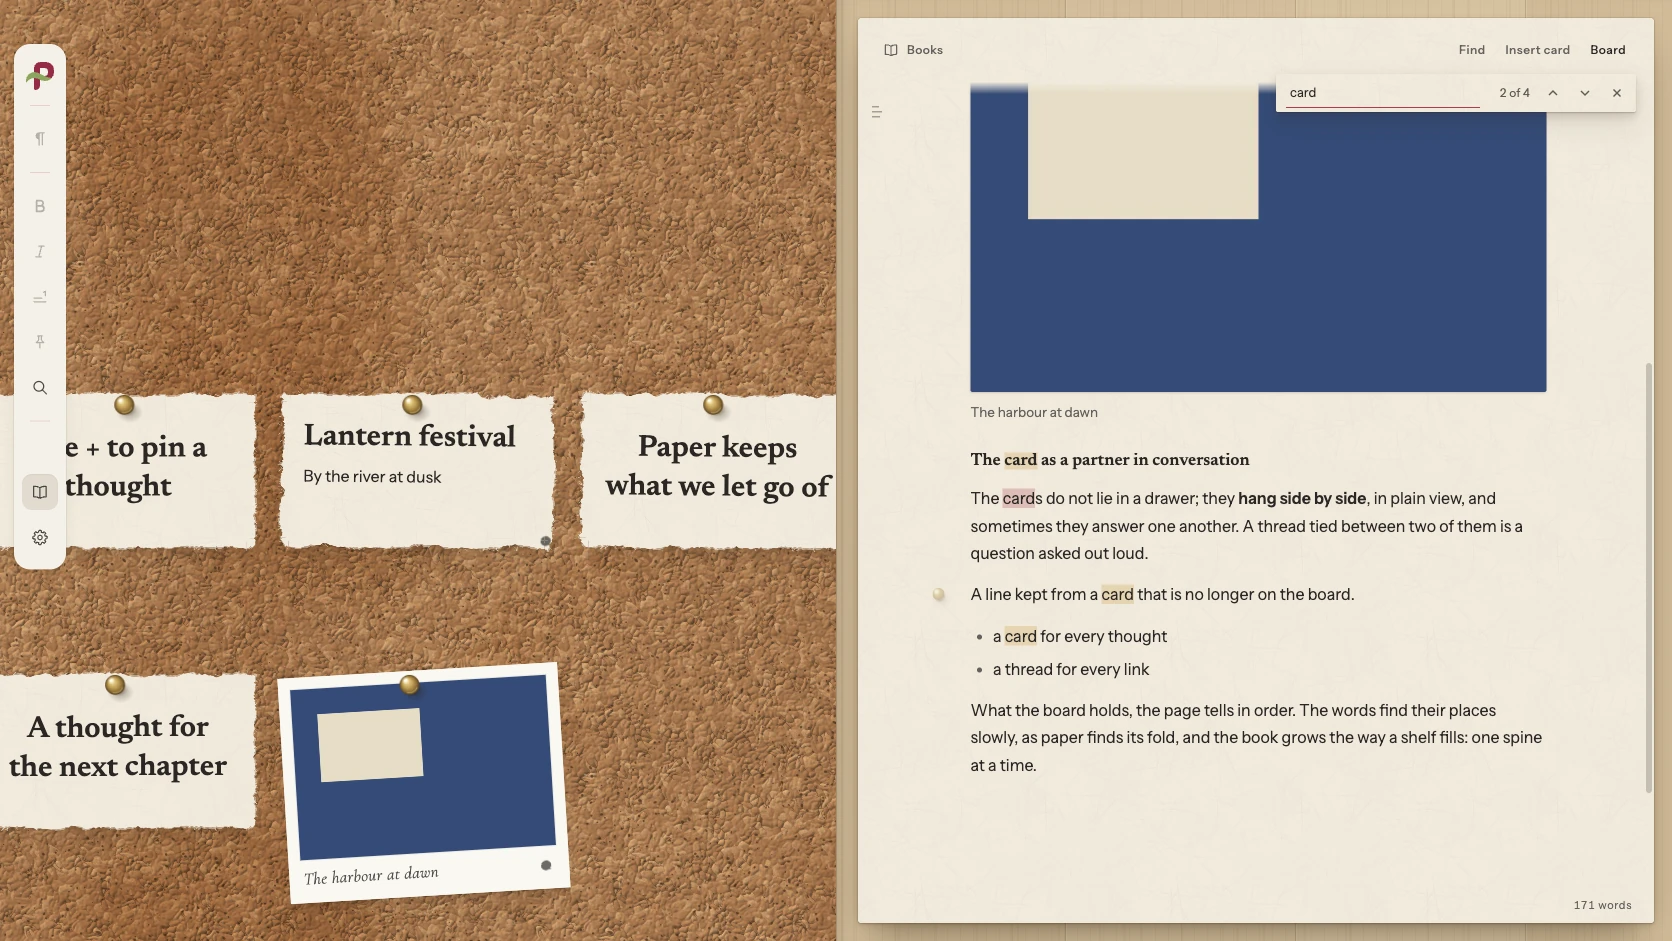 e + to pin a
thought
Lantern festival
By the river at dusk
Paper keeps
what we let go of
A thought for
the next chapter
The harbour at dawn
Books
Find
Insert card
Board
card
2 of 4
The harbour at dawn
The card as a partner in conversation
The cards do not lie in a drawer; they hang side by side, in plain view, and
sometimes they answer one another. A thread tied between two of them is a
question asked out loud.
A line kept from a card that is no longer on the board.
• a card for every thought
• a thread for every link
What the board holds, the page tells in order. The words find their places
slowly, as paper finds its fold, and the book grows the way a shelf fills: one spine
at a time.
171 words